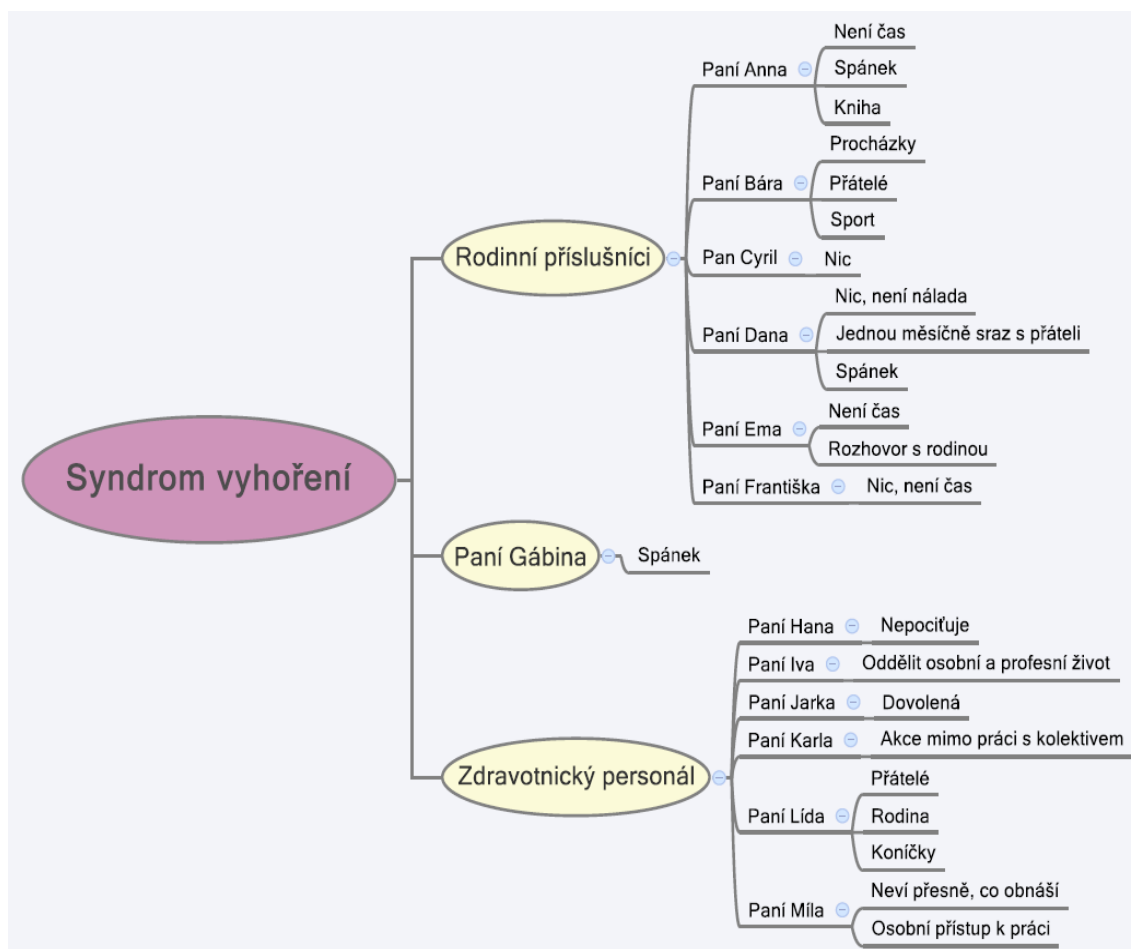 Syndrom vyhoření
Rodinní příslušníci
Paní Anna
Není čas
Spánek
Kniha
Paní Bára
Procházky
Přátelé
Sport
Pan Cyril
Nic
Paní Dana
Nic, není nálada
Jednou měsíčně sraz s přáteli
Spánek
Paní Ema
Není čas
Rozhovor s rodinou
Paní Františka
Nic, není čas
Paní Gábina
Spánek
Zdravotnický personál
Paní Hana
Nepociťuje
Paní Iva
Oddělit osobní a profesní život
Paní Jarka
Dovolená
Paní Karla
Akce mimo práci s kolektivem
Paní Lída
Přátelé
Rodina
Koníčky
Paní Míla
Neví přesně, co obnáší
Osobní přístup k práci